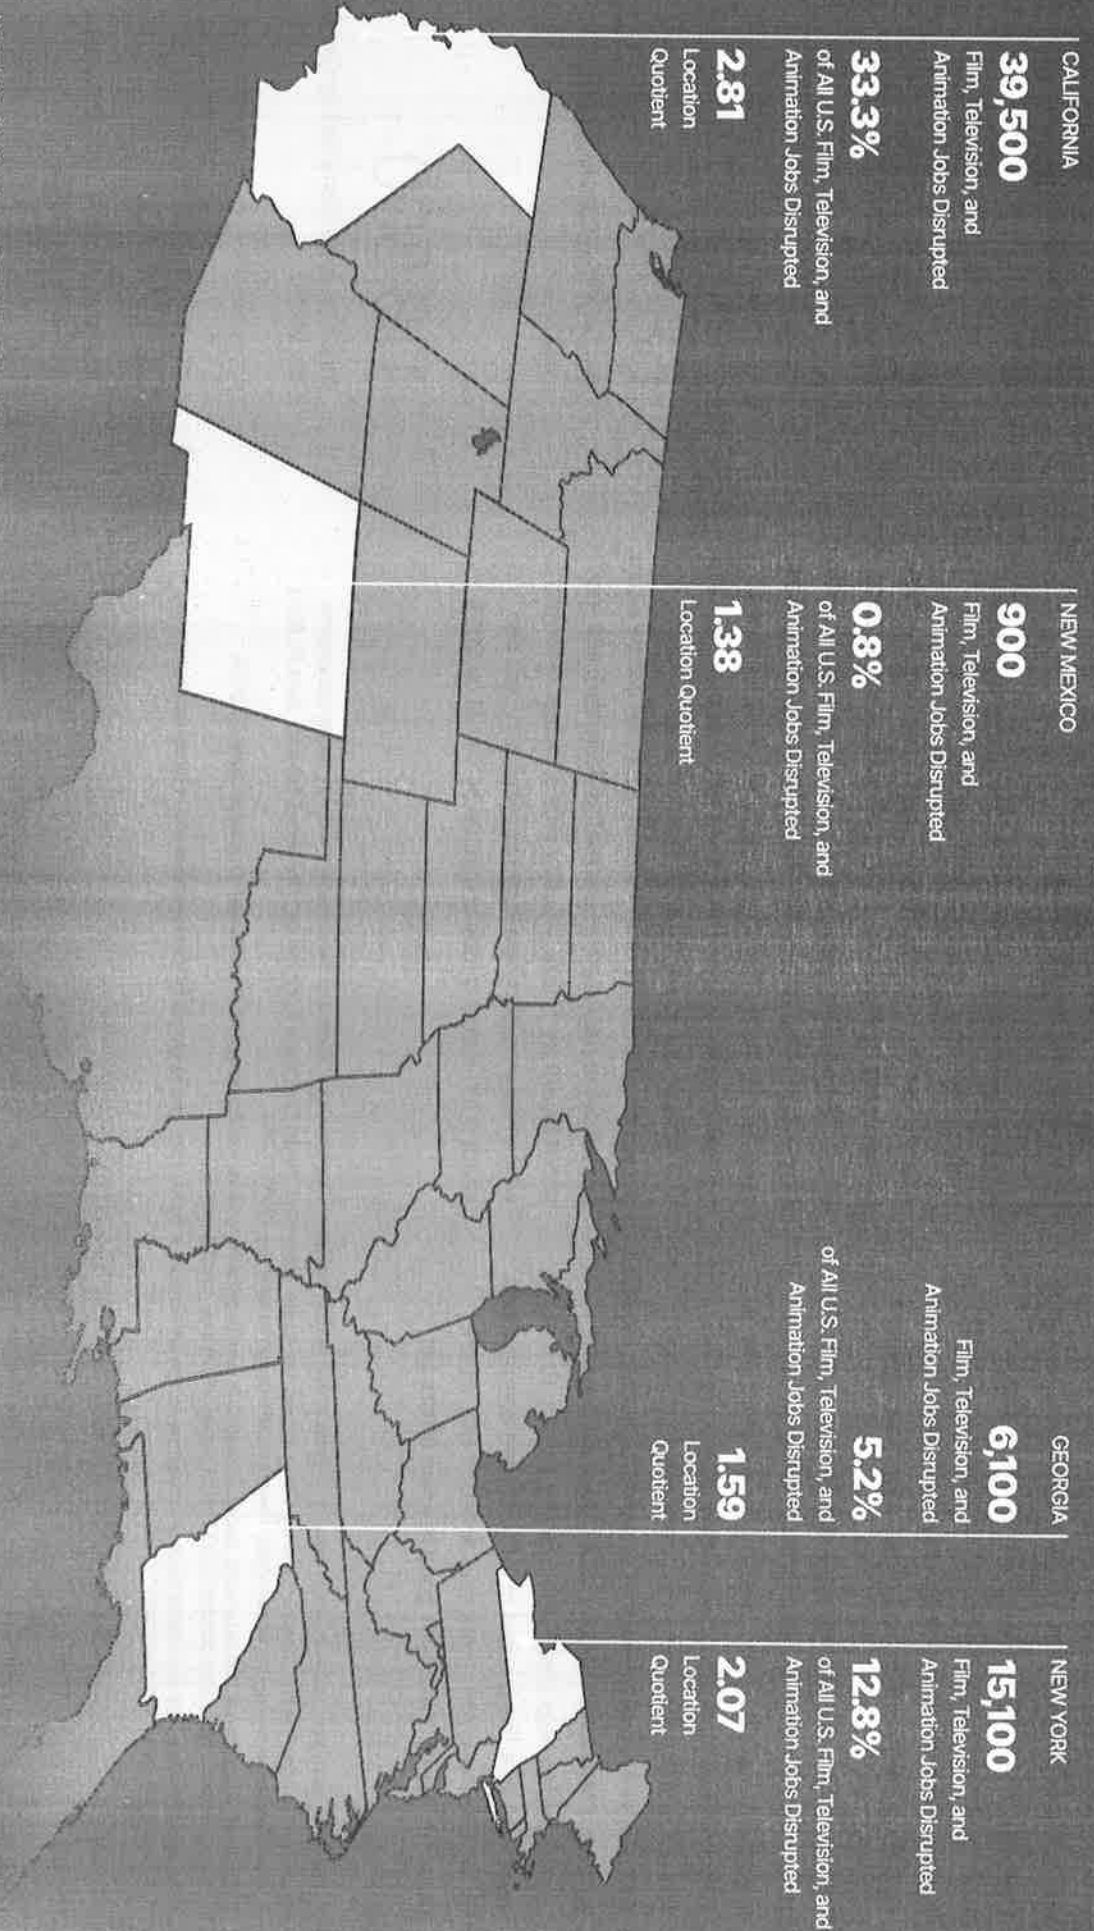 CALIFORNIA
39,500
Film, Television, and
Animation Jobs Disrupted
33.3%
of All U.S. Film, Television, and
Animation Jobs Disrupted
2.81
Location
Quotient
NEW MEXICO
900
Film, Television, and
Animation Jobs Disrupted
0.8%
of All U.S. Film, Television, and
Animation Jobs Disrupted
1.38
Location Quotient
GEORGIA
6,100
Film, Television, and
Animation Jobs Disrupted
5.2%
of All U.S. Film, Television, and
Animation Jobs Disrupted
1.59
Location
Quotient
NEW YORK
15,100
Film, Television, and
Animation Jobs Disrupted
12.8%
of All U.S. Film, Television, and
Animation Jobs Disrupted
2.07
Location
Quotient